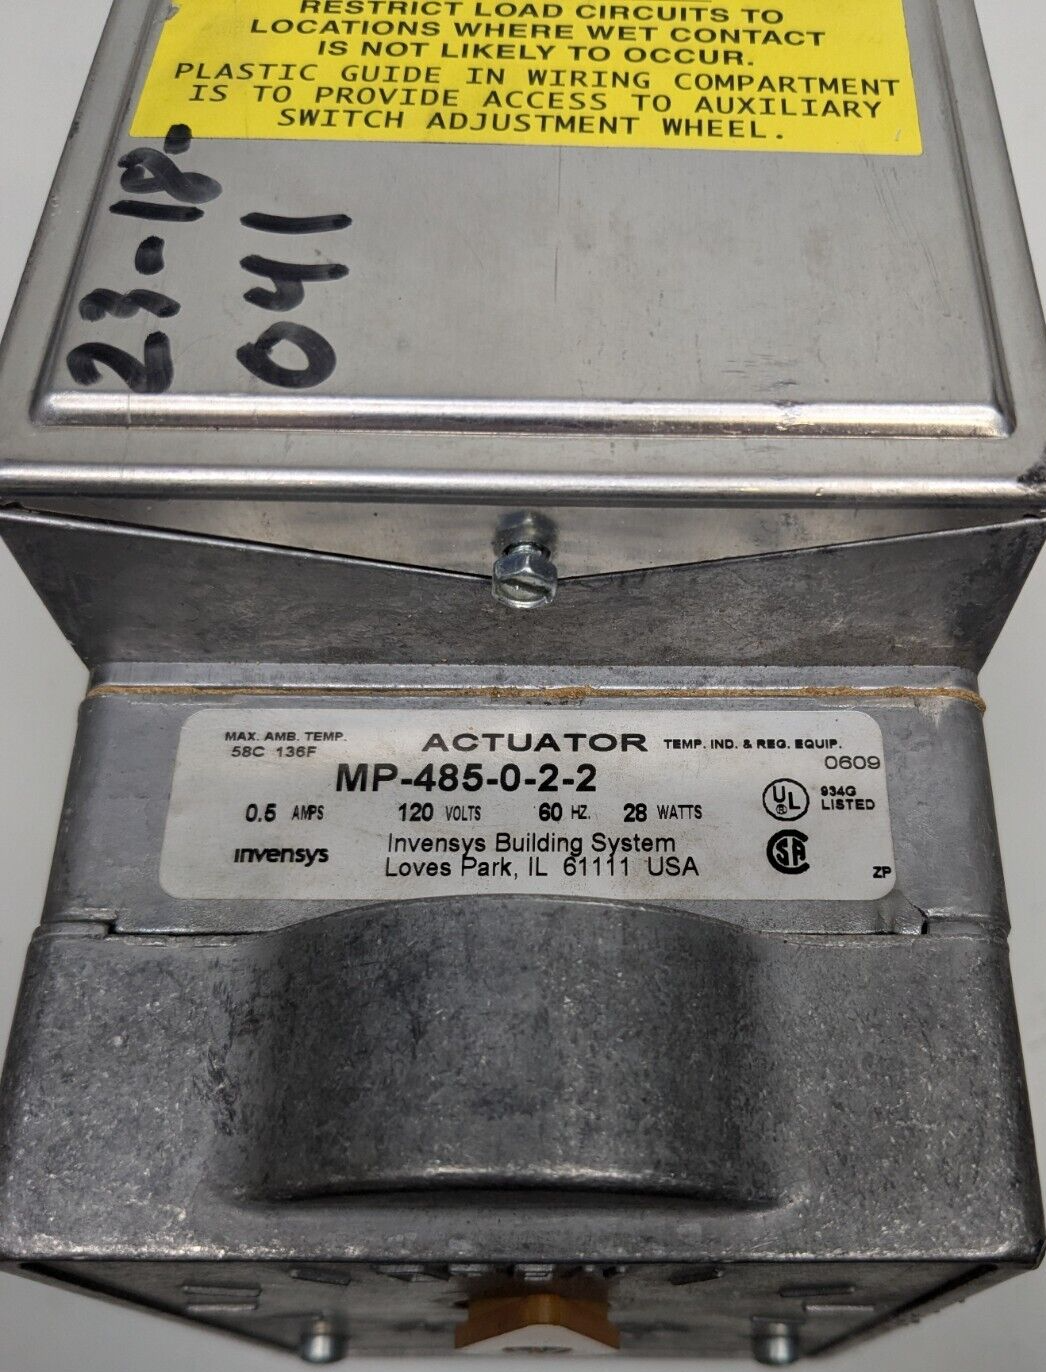 RESTRICT LOAD CIRCUITS TO
LOCATIONS WHERE WET CONTACT
IS NOT LIKELY TO OCCUR.
PLASTIC GUIDE IN WIRING COMPARTMENT
IS TO PROVIDE ACCESS TO AUXILIARY
SWITCH ADJUSTMENT WHEEL.
23-18.
041
MAX. AMB. TEMP.
58C 136F
ACTUATOR
TEMP. IND. & REG. EQUIP.
0609
MP-485-0-2-2
0.5 AMPS 120 VOLTS 60 HZ. 28 WATTS
UL
®
934G
LISTED
invensys
Invensys Building System
Loves Park, IL 61111 USA
SA
ZP